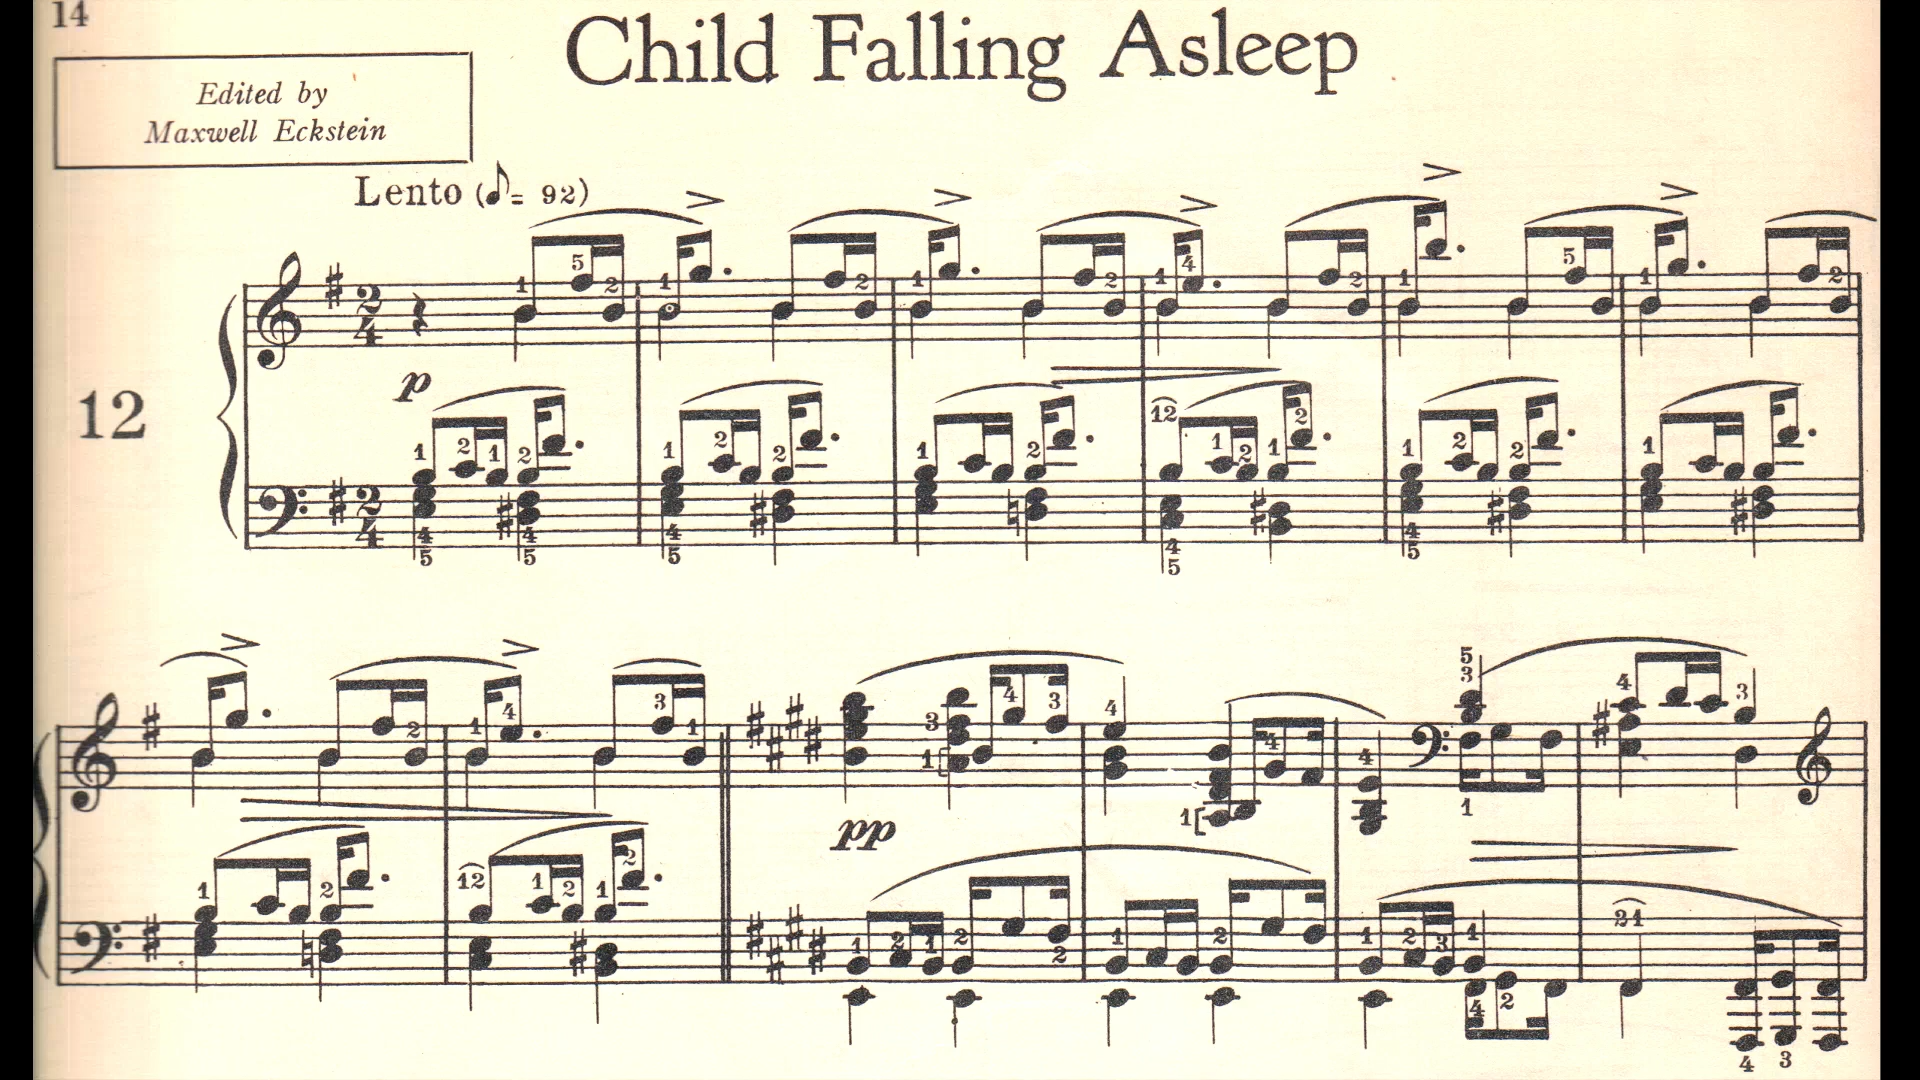 14
Child Falling Asleep
Edited by
Maxwell Eckstein
Lento (♪= 92)
12
p
pp